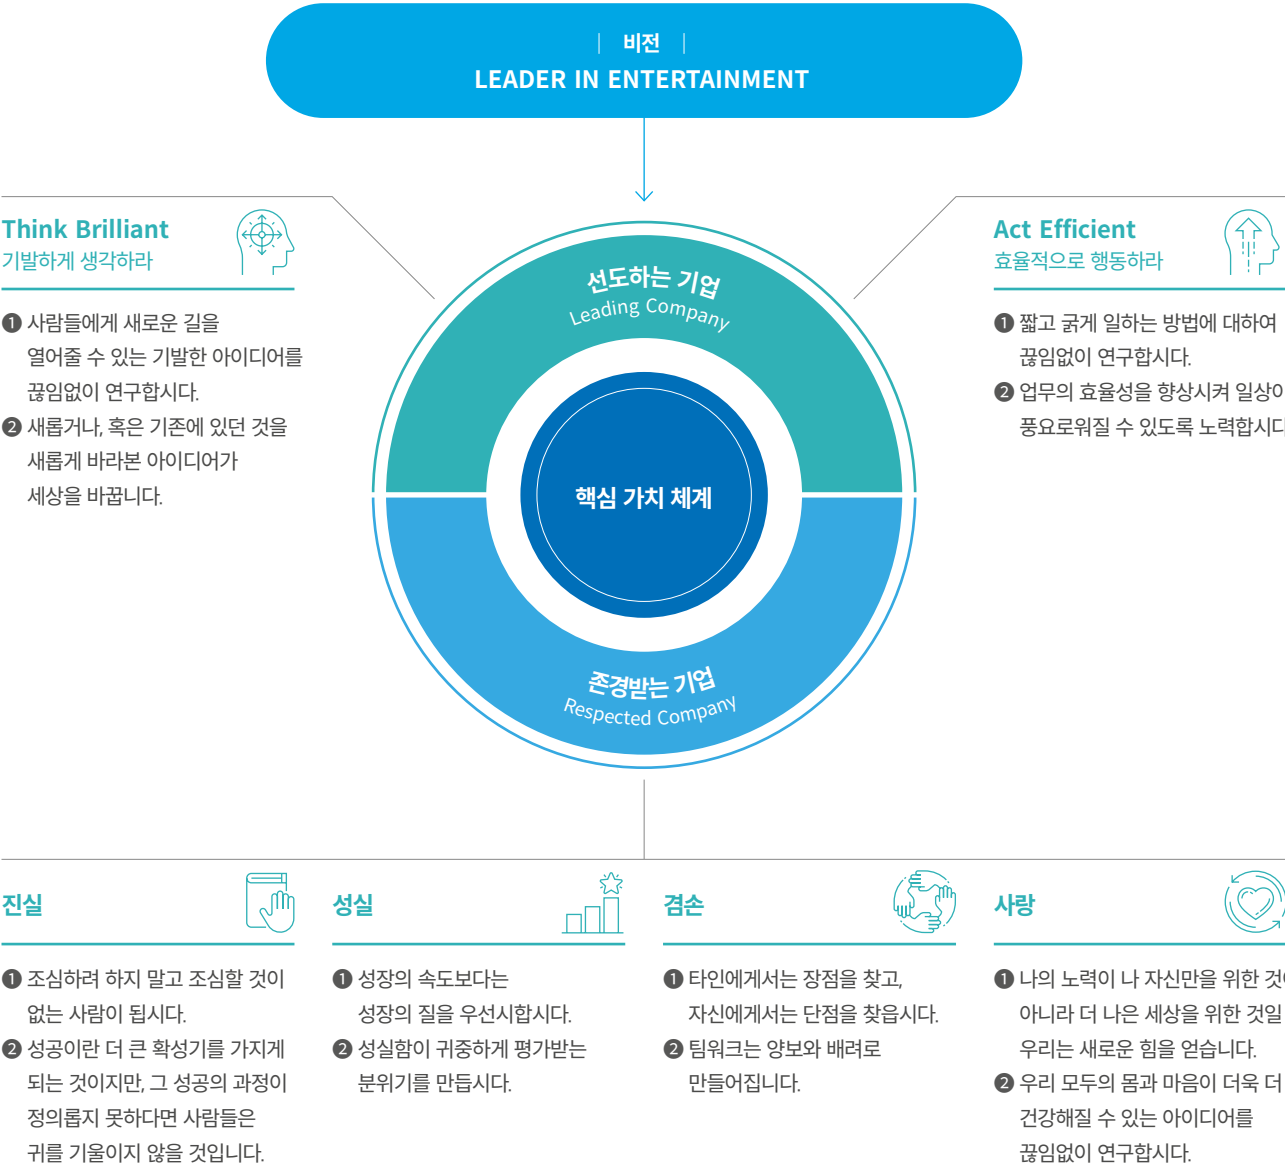 비전
LEADER IN ENTERTAINMENT
Think Brilliant
기발하게 생각하라
❶ 사람들에게 새로운 길을
열어줄 수 있는 기발한 아이디어를
끊임없이 연구합시다.
❷ 새롭거나, 혹은 기존에 있던 것을
새롭게 바라본 아이디어가
세상을 바꿉니다.
Act Efficient
효율적으로 행동하라
❶ 짧고 굵게 일하는 방법에 대하여
끊임없이 연구합시다.
❷ 업무의 효율성을 향상시켜 일상이
풍요로워질 수 있도록 노력합시다
선도하는 기업
Leading Company
핵심 가치 체계
존경받는 기업
Respected Company
진실
❶ 조심하려 하지 말고 조심할 것이
없는 사람이 됩시다.
❷ 성공이란 더 큰 확성기를 가지게
되는 것이지만, 그 성공의 과정이
정의롭지 못하다면 사람들은
귀를 기울이지 않을 것입니다.
성실
❶ 성장의 속도보다는
성장의 질을 우선시합시다.
❷ 성실함이 귀중하게 평가받는
분위기를 만듭시다.
겸손
❶ 타인에게서는 장점을 찾고,
자신에게서는 단점을 찾읍시다.
❷ 팀워크는 양보와 배려로
만들어집니다.
사랑
❶ 나의 노력이 나 자신만을 위한
아니라 더 나은 세상을 위한 것일
우리는 새로운 힘을 얻습니다.
❷ 우리 모두의 몸과 마음이 더욱 더
건강해질 수 있는 아이디어를
끊임없이 연구합시다.